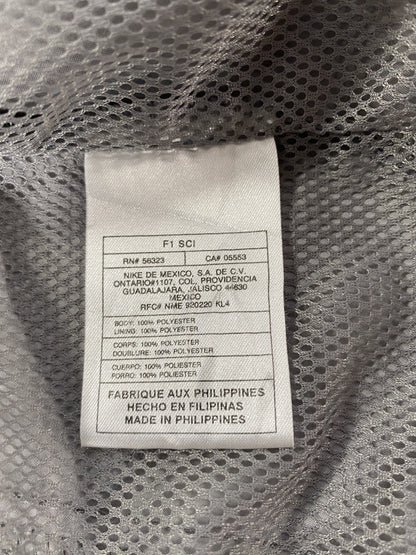 F1 SCI
RN# 56323 CA# 05553
NIKE DE MEXICO, S.A. DE C.V.
ONTARIO#1107, COL. PROVIDENCIA
GUADALAJARA, JALISCO 44630
MEXICO
RFC# NME 920220 KL4
BODY: 100% POLYESTER
LINING: 100% POLYESTER
CORPS: 100% POLYESTER
DOUBLURE: 100% POLYESTER
CUERPO: 100% POLIESTER
FORRO: 100% POLIESTER
FABRIQUE AUX PHILIPPINES
HECHO EN FILIPINAS
MADE IN PHILIPPINES